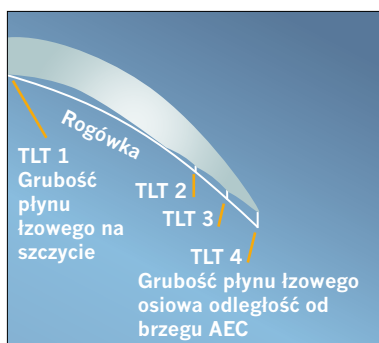 Rogówka
TLT 1
Grubość
płynu
łzowego na
szczycie
TLT 2
TLT 3
TLT 4
Grubość płynu łzowego
osiowa odległość od
brzegu AEC